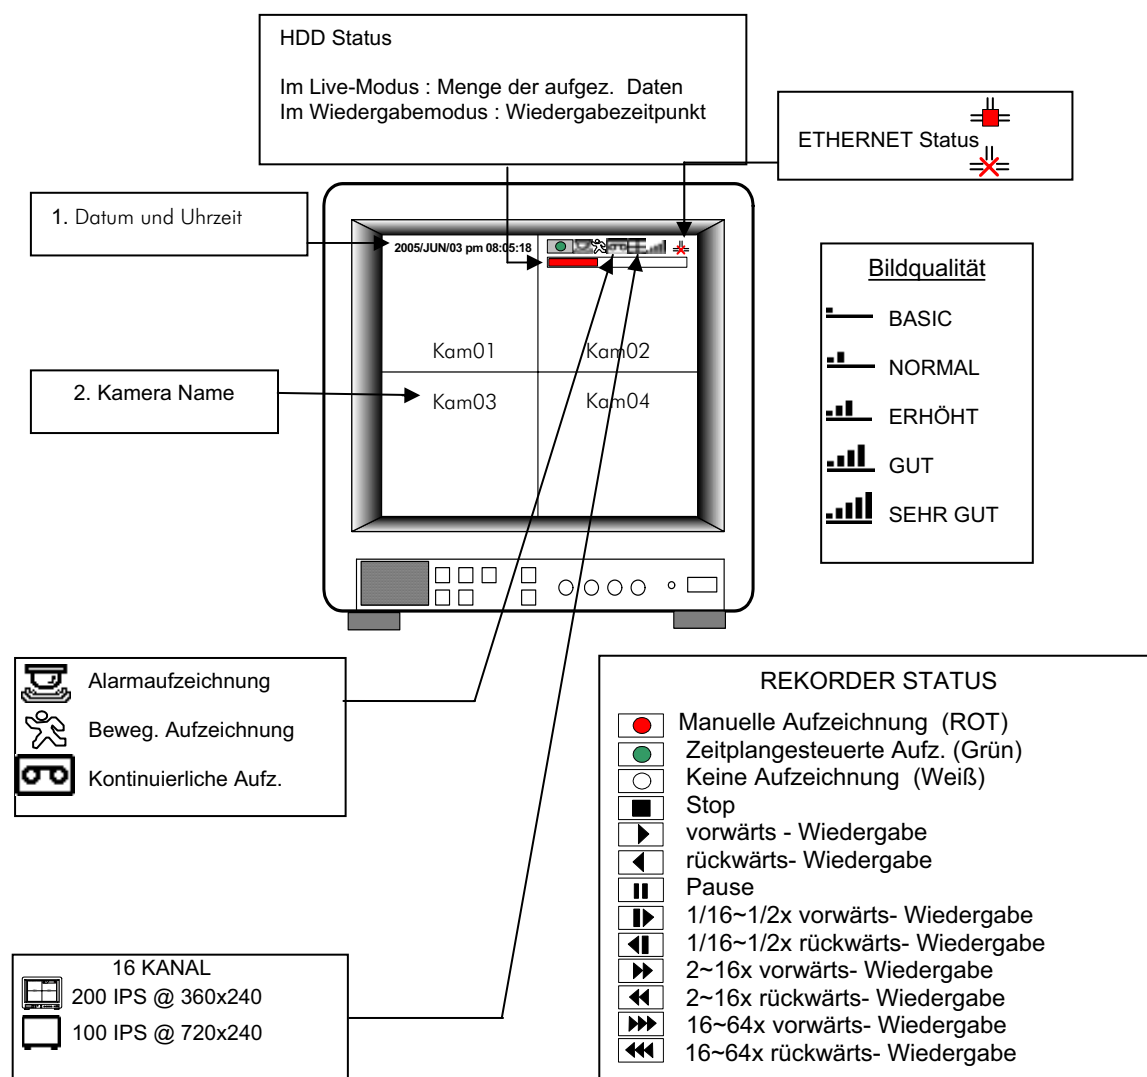 HDD Status
Im Live-Modus : Menge der aufgez. Daten
Im Wiedergabemodus : Wiedergabezeitpunkt
ETHERNET Status
1. Datum und Uhrzeit
2005/JUN/03 pm 08:05:18
Kam01
Kam02
2. Kamera Name
Kam03
Kam04
Bildqualität
BASIC
NORMAL
ERHÖHT
GUT
SEHR GUT
Alarmaufzeichnung
Beweg. Aufzeichnung
Kontinuierliche Aufz.
16 KANAL
200 IPS @ 360x240
100 IPS @ 720x240
REKORDER STATUS
Manuelle Aufzeichnung (ROT)
Zeitplangesteuerte Aufz. (Grün)
Keine Aufzeichnung (Weiß)
Stop
vorwärts - Wiedergabe
rückwärts- Wiedergabe
Pause
1/16~1/2x vorwärts- Wiedergabe
1/16~1/2x rückwärts- Wiedergabe
2~16x vorwärts- Wiedergabe
2~16x rückwärts- Wiedergabe
16~64x vorwärts- Wiedergabe
16~64x rückwärts- Wiedergabe